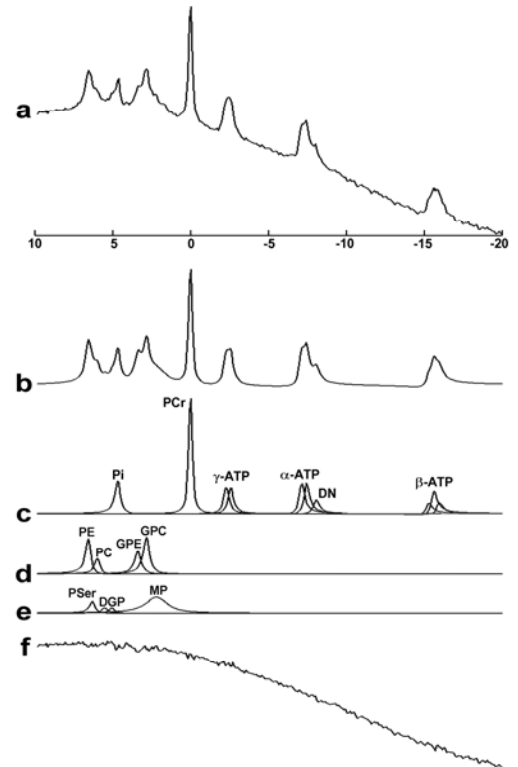 a
10 5 0 -5 -10 -15 -20
b
PCr
Pi γ-ATP α-ATP β-ATP
DN
c
PE GPC
PC GPE
d
PSer DGP MP
e
f